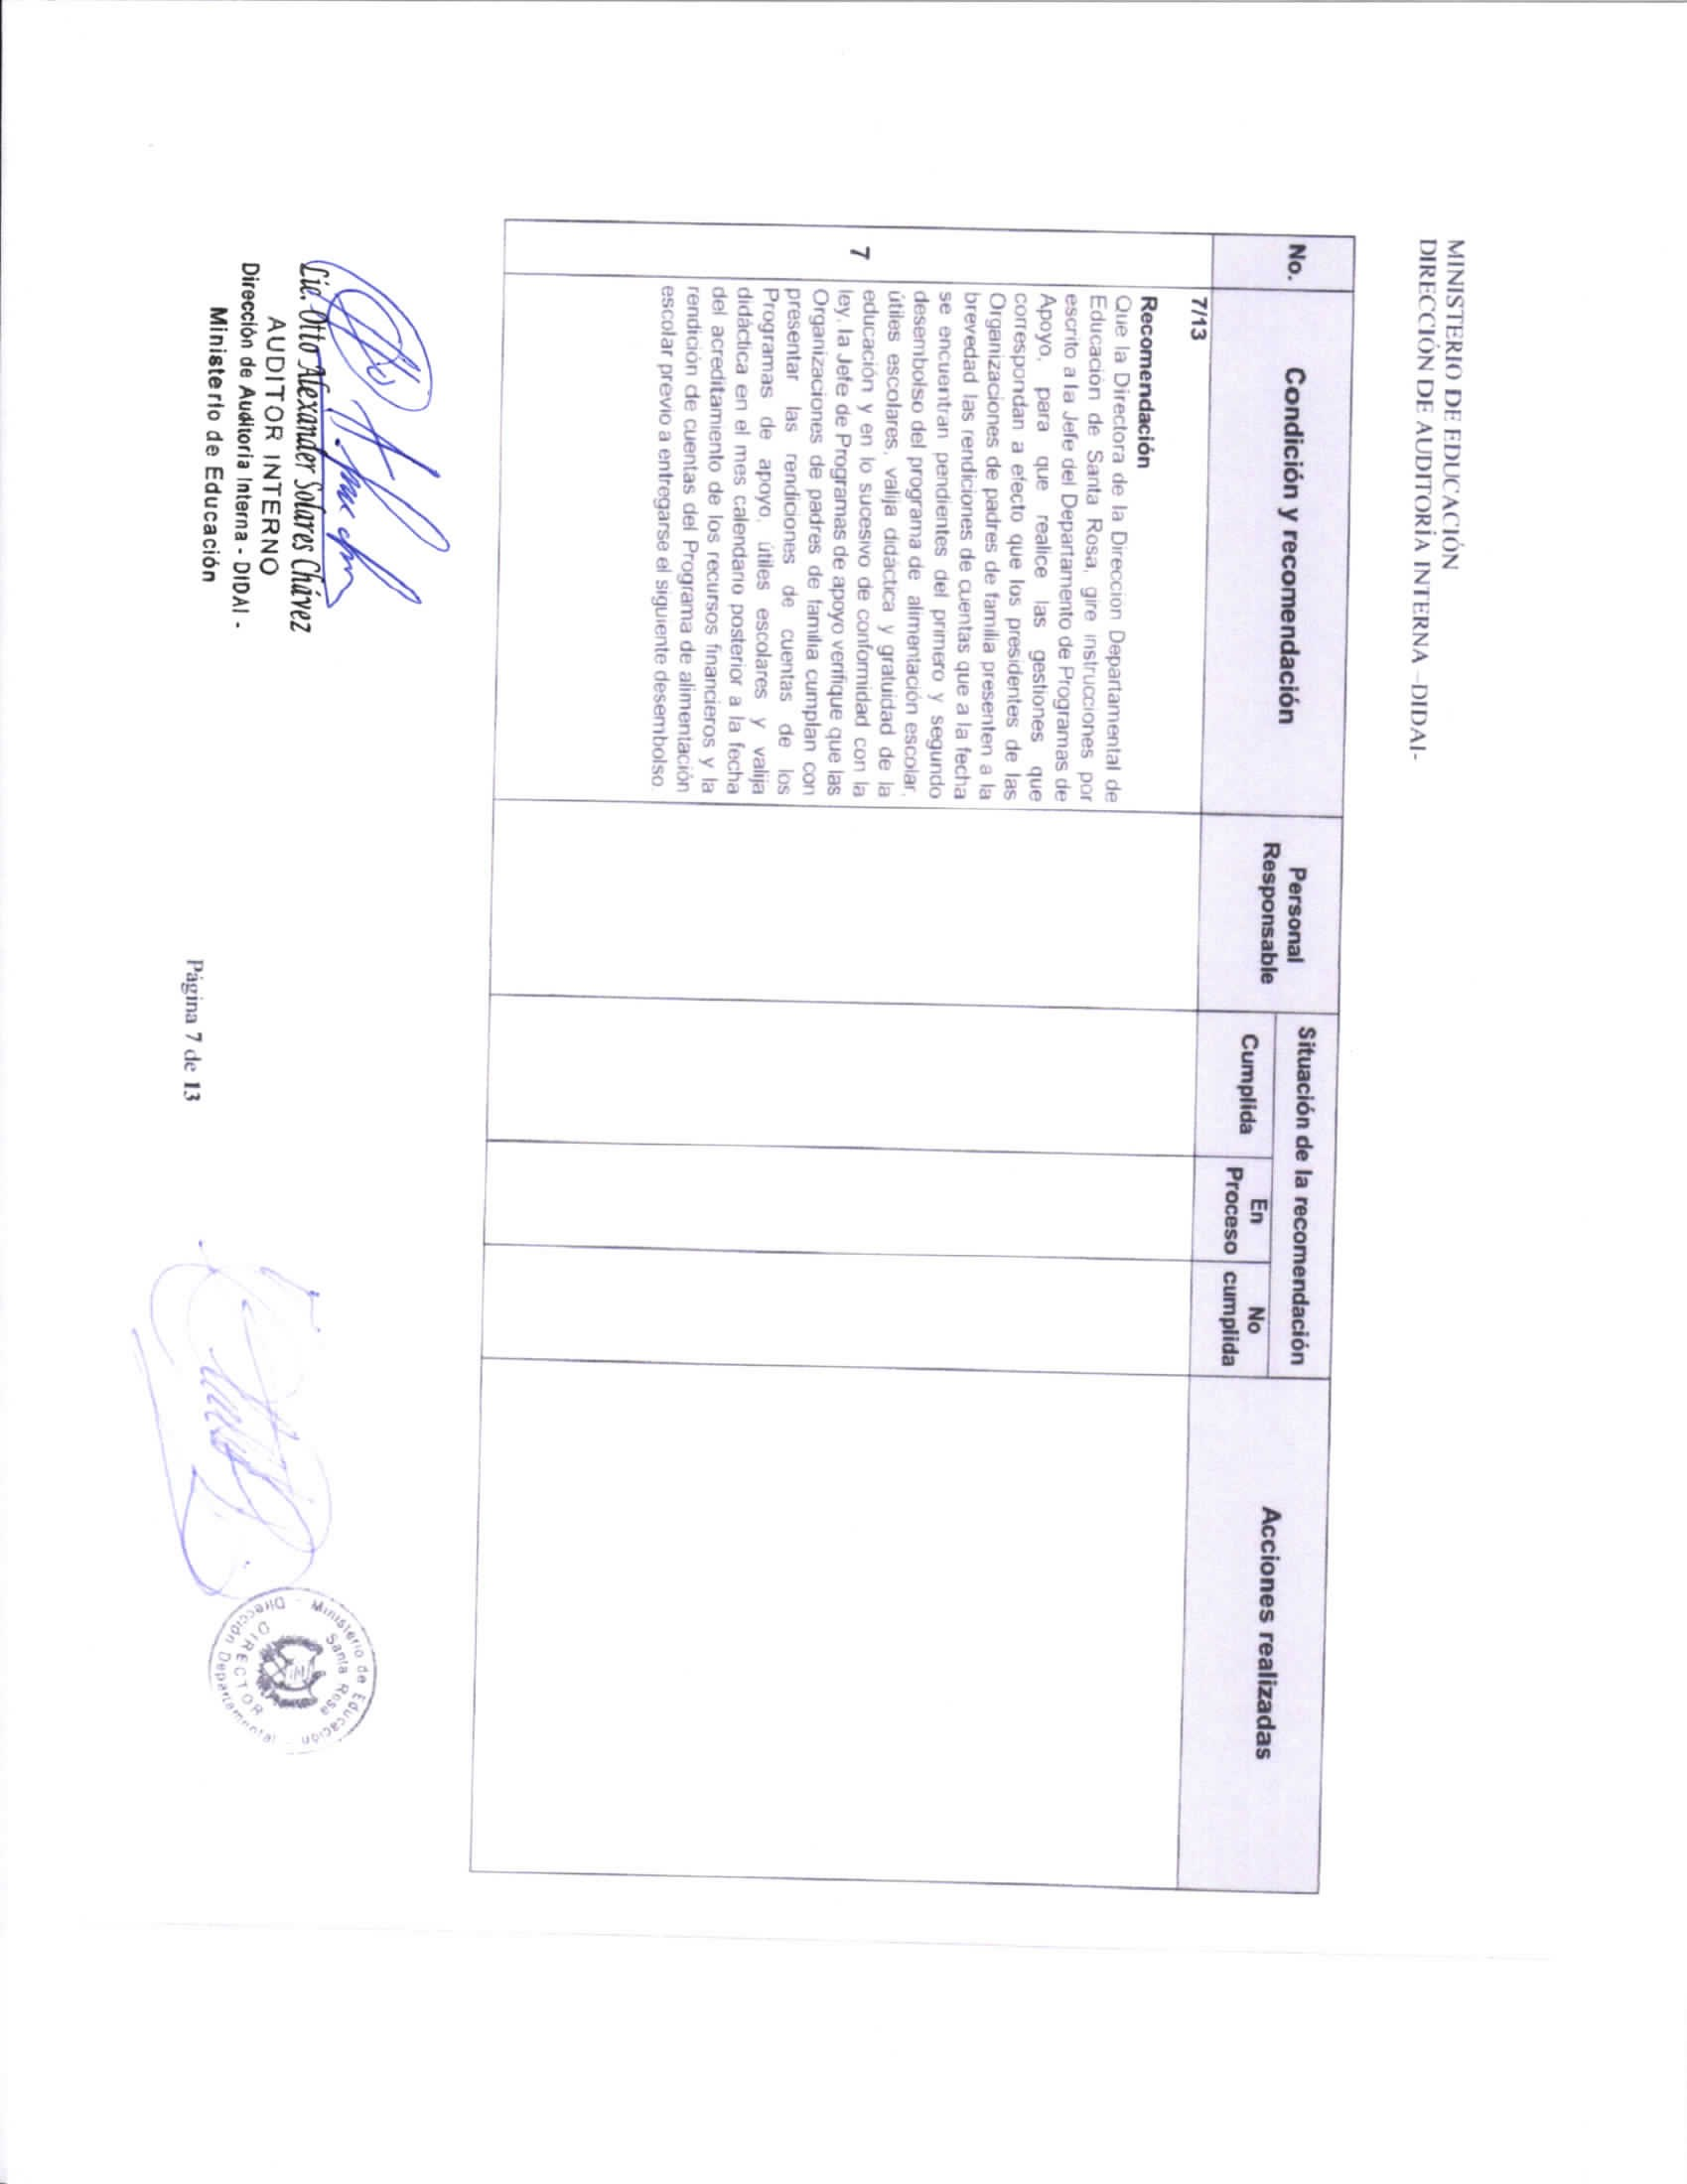 MINISTERIO DE EDUCACIÓN
DIRECCIÓN DE AUDITORÍA INTERNA –DIDAI-
No.
Condición y recomendación
Personal
Responsable
Situación de la recomendación
Cumplida
En
Proceso
No
cumplida
Acciones realizadas
7/13
Recomendación
Que la Directora de la Dirección Departamental de
Educación de Santa Rosa, gire instrucciones por
escrito a la Jefe del Departamento de Programas de
Apoyo, para que realice las gestiones que
correspondan a efecto que los presidentes de las
Organizaciones de padres de familia presenten a la
brevedad las rendiciones de cuentas que a la fecha
se encuentran pendientes del primero y segundo
desembolso del programa de alimentación escolar,
útiles escolares, valija didáctica y gratuidad de la
7
educación y en lo sucesivo de conformidad con la
ley, la Jefe de Programas de apoyo verifique que las
Organizaciones de padres de familia cumplan con
presentar las rendiciones de cuentas de los
Programas de apoyo, útiles escolares y valija
didáctica en el mes calendario posterior a la fecha
del acreditamiento de los recursos financieros y la
rendición de cuentas del Programa de alimentación
escolar previo a entregarse el siguiente desembolso.
Lic. Otto Alexander Solares Chávez
AUDITOR INTERNO
Dirección de Auditoria Interna - DIDAI -
Ministerio de Educación
Página 7 de 13
Ministerio de Educación
Santa Rosa
DIRECTOR
Dirección Departamental